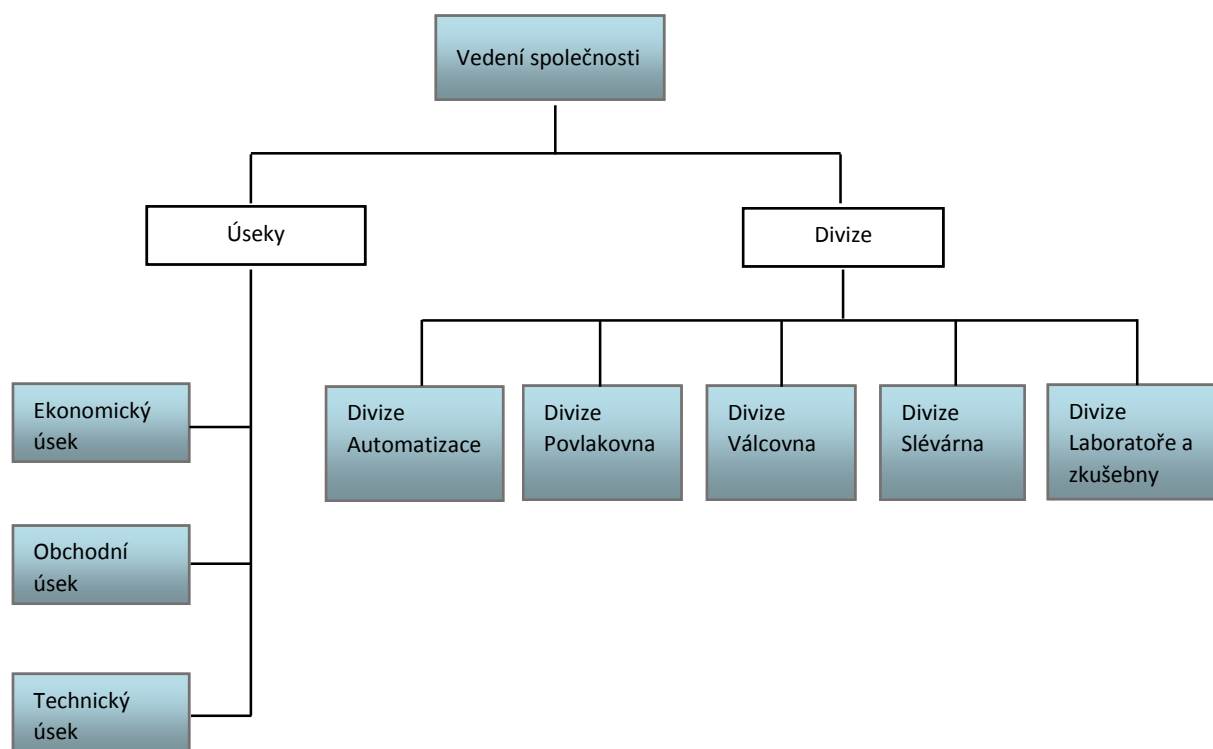 Vedení společnosti
Úseky
Divize
Ekonomický
úsek
Obchodní
úsek
Technický
úsek
Divize
Automatizace
Divize
Povlakovna
Divize
Válcovna
Divize
Slévárna
Divize
Laboratoře a
zkušebny